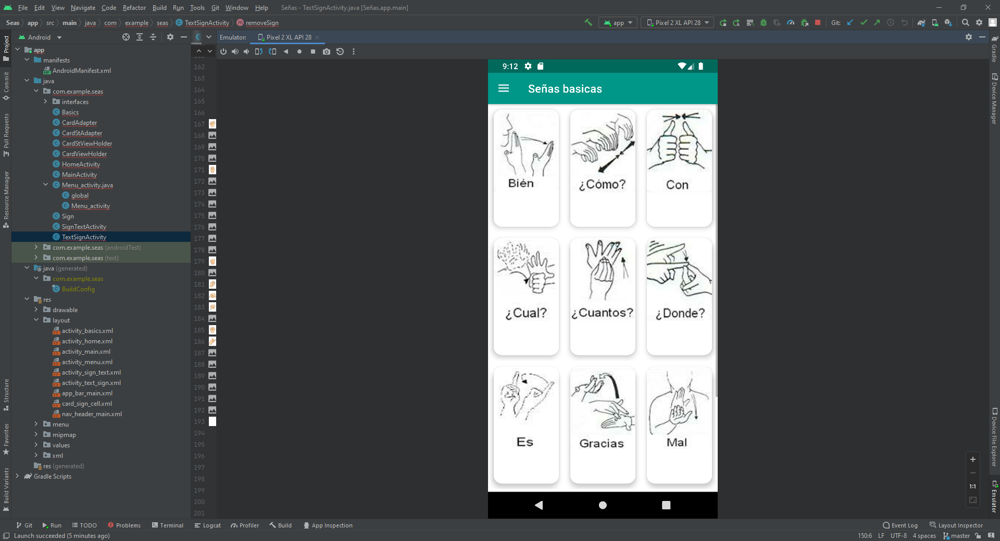 File Edit View Navigate Code Refactor Build Run Tools Git Window Help Señas - TextSignActivity.java [Señas.app.main]
Seas app src main java com example seas TextSignActivity removeSign app Pixel 2 XL API 28 Git:
Android Emulator: Pixel 2 XL API 28
Project
Commit
Pull Requests
Resource Manager
Structure
Favorites
Build Variants
app
manifests
AndroidManifest.xml
java
com.example.seas
interfaces
Basics
CardAdapter
CardStAdapter
CardStViewHolder
CardViewHolder
HomeActivity
MainActivity
Menu_activity.java
global
Menu_activity
Sign
SignTextActivity
TextSignActivity
com.example.seas (androidTest)
com.example.seas (test)
java (generated)
com.example.seas
BuildConfig
res
drawable
layout
activity_basics.xml
activity_home.xml
activity_main.xml
activity_menu.xml
activity_sign_text.xml
activity_text_sign.xml
app_bar_main.xml
card_sign_cell.xml
nav_header_main.xml
menu
mipmap
values
xml
res (generated)
Gradle Scripts
162
163
164
165
166
167
168
169
170
171
172
173
174
175
176
177
178
179
180
181
182
183
184
185
186
187
188
189
190
191
192
193
194
195
196
197
198
199
200
201
9:12
Señas basicas
Bién ¿Cómo? Con
¿Cual? ¿Cuantos? ¿Donde?
Es Gracias Mal
Gradle
Device Manager
Device File Explorer
Emulator
1:1
Git Run TODO Problems Terminal Logcat Profiler Build App Inspection Event Log Layout Inspector
Launch succeeded (5 minutes ago) 150:6 LF UTF-8 4 spaces master